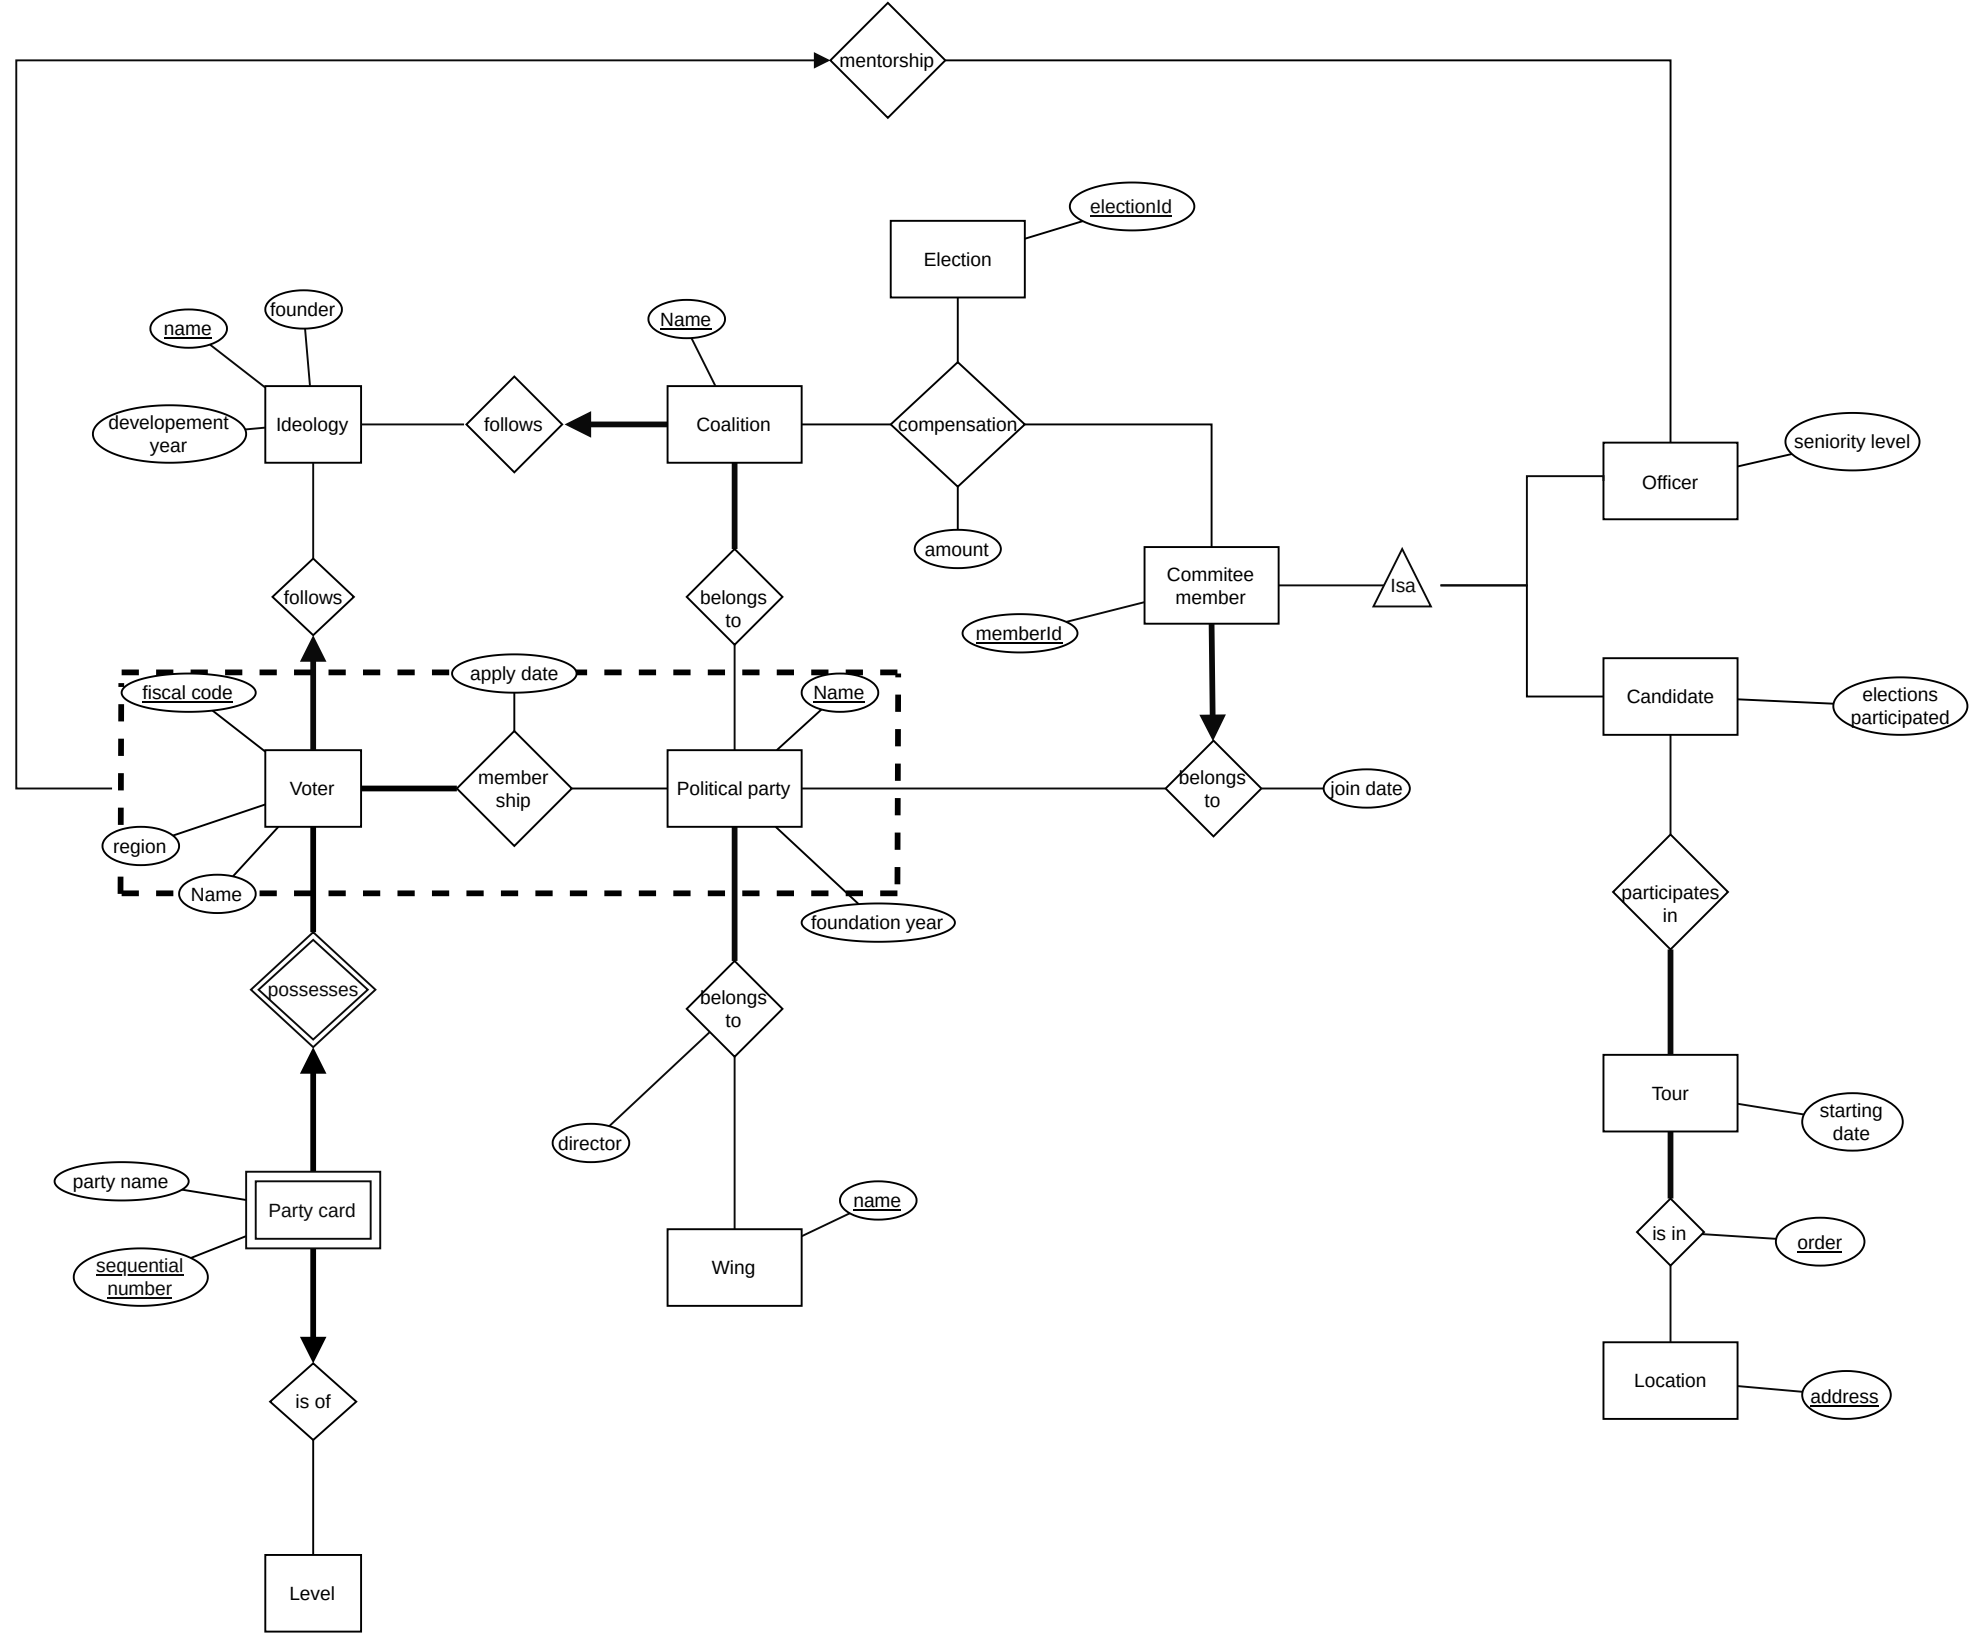 mentorship
electionId
Election
founder
name
Name
developement
year
Ideology
follows
Coalition
compensation
seniority level
Officer
amount
Commitee
member
Isa
follows
belongs
to
memberId
apply date
fiscal code
Name
Candidate
elections
participated
Voter
member
ship
Political party
belongs
to
join date
region
Name
foundation year
participates
in
possesses
belongs
to
Tour
starting
date
director
party name
Party card
name
is in
order
sequential
number
Wing
is of
Location
address
Level